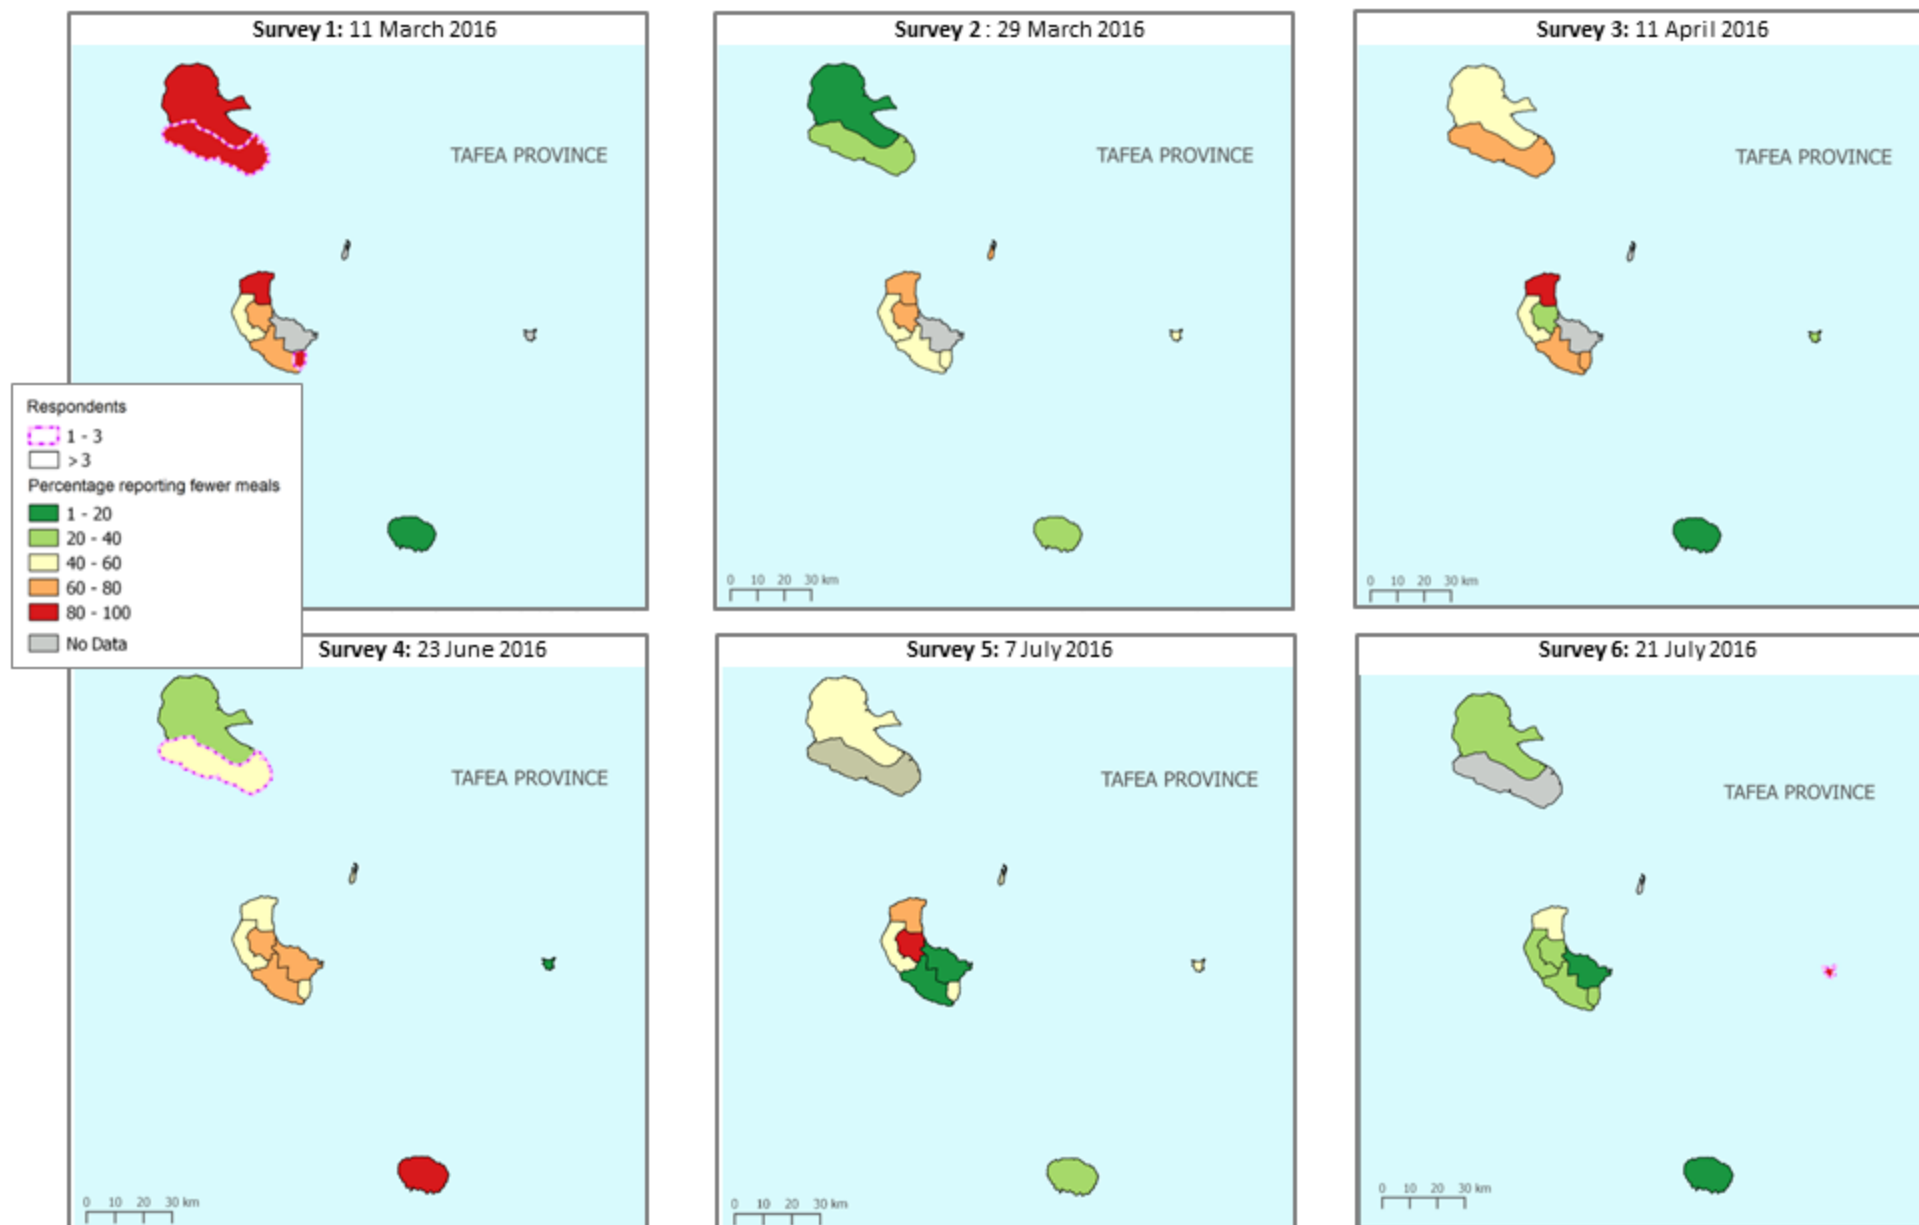 Survey 1: 11 March 2016
TAFEA PROVINCE
Survey 2 : 29 March 2016
TAFEA PROVINCE
0 10 20 30 km
Survey 3: 11 April 2016
TAFEA PROVINCE
0 10 20 30 km
Respondents
1 - 3
> 3
Percentage reporting fewer meals
1 - 20
20 - 40
40 - 60
60 - 80
80 - 100
No Data
Survey 4: 23 June 2016
TAFEA PROVINCE
0 10 20 30 km
Survey 5: 7 July 2016
TAFEA PROVINCE
0 10 20 30 km
Survey 6: 21 July 2016
TAFEA PROVINCE
0 10 20 30 km